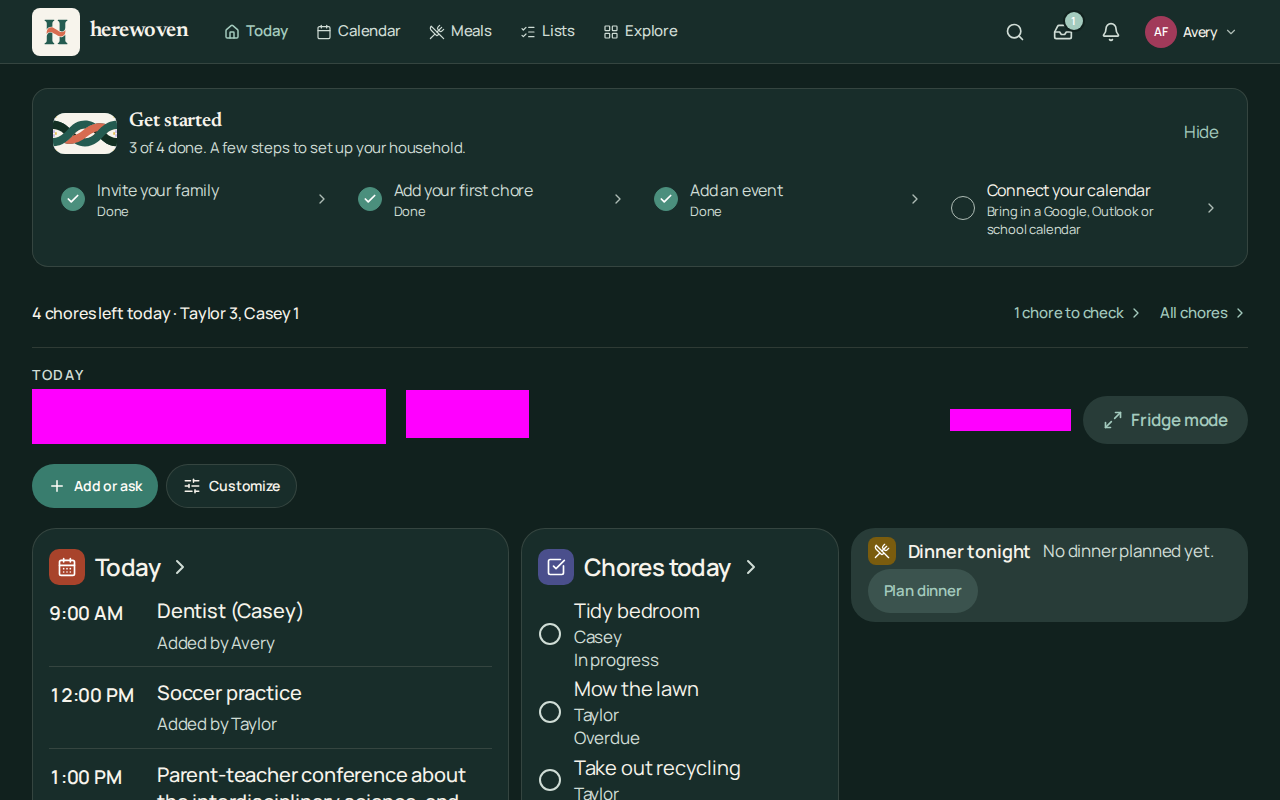 herewoven
Today
Calendar
Meals
Lists
Explore
1
AF
Avery
Get started
3 of 4 done. A few steps to set up your household.
Hide
Invite your family
Done
Add your first chore
Done
Add an event
Done
Connect your calendar
Bring in a Google, Outlook or
school calendar
4 chores left today · Taylor 3, Casey 1
1 chore to check
All chores
TODAY
Fridge mode
Add or ask
Customize
Today
9:00 AM
Dentist (Casey)
Added by Avery
12:00 PM
Soccer practice
Added by Taylor
1:00 PM
Parent-teacher conference about
the interdisciplinary science, and
Chores today
Tidy bedroom
Casey
In progress
Mow the lawn
Taylor
Overdue
Take out recycling
Taylor
Dinner tonight
No dinner planned yet.
Plan dinner